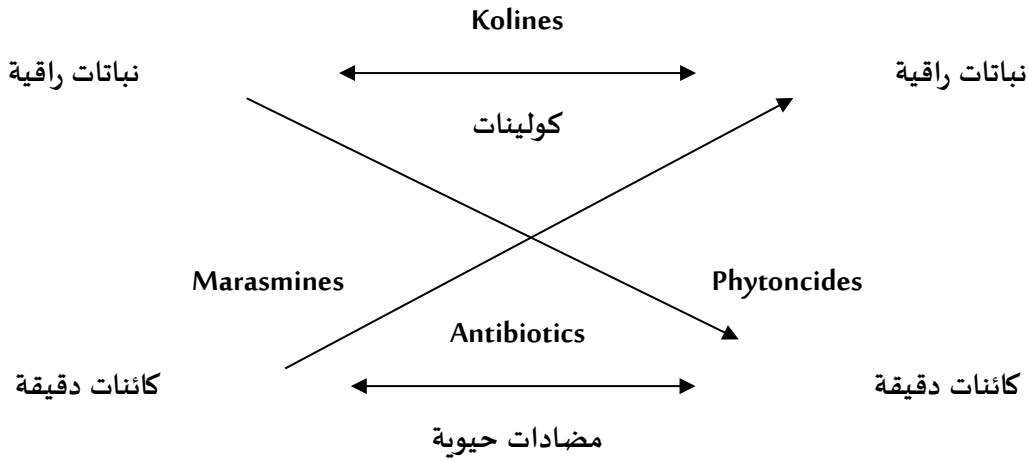 Kolines
نباتات راقية
نباتات راقية
كولينات
Marasmines
Phytoncides
Antibiotics
كائنات دقيقة
كائنات دقيقة
مضادات حيوية